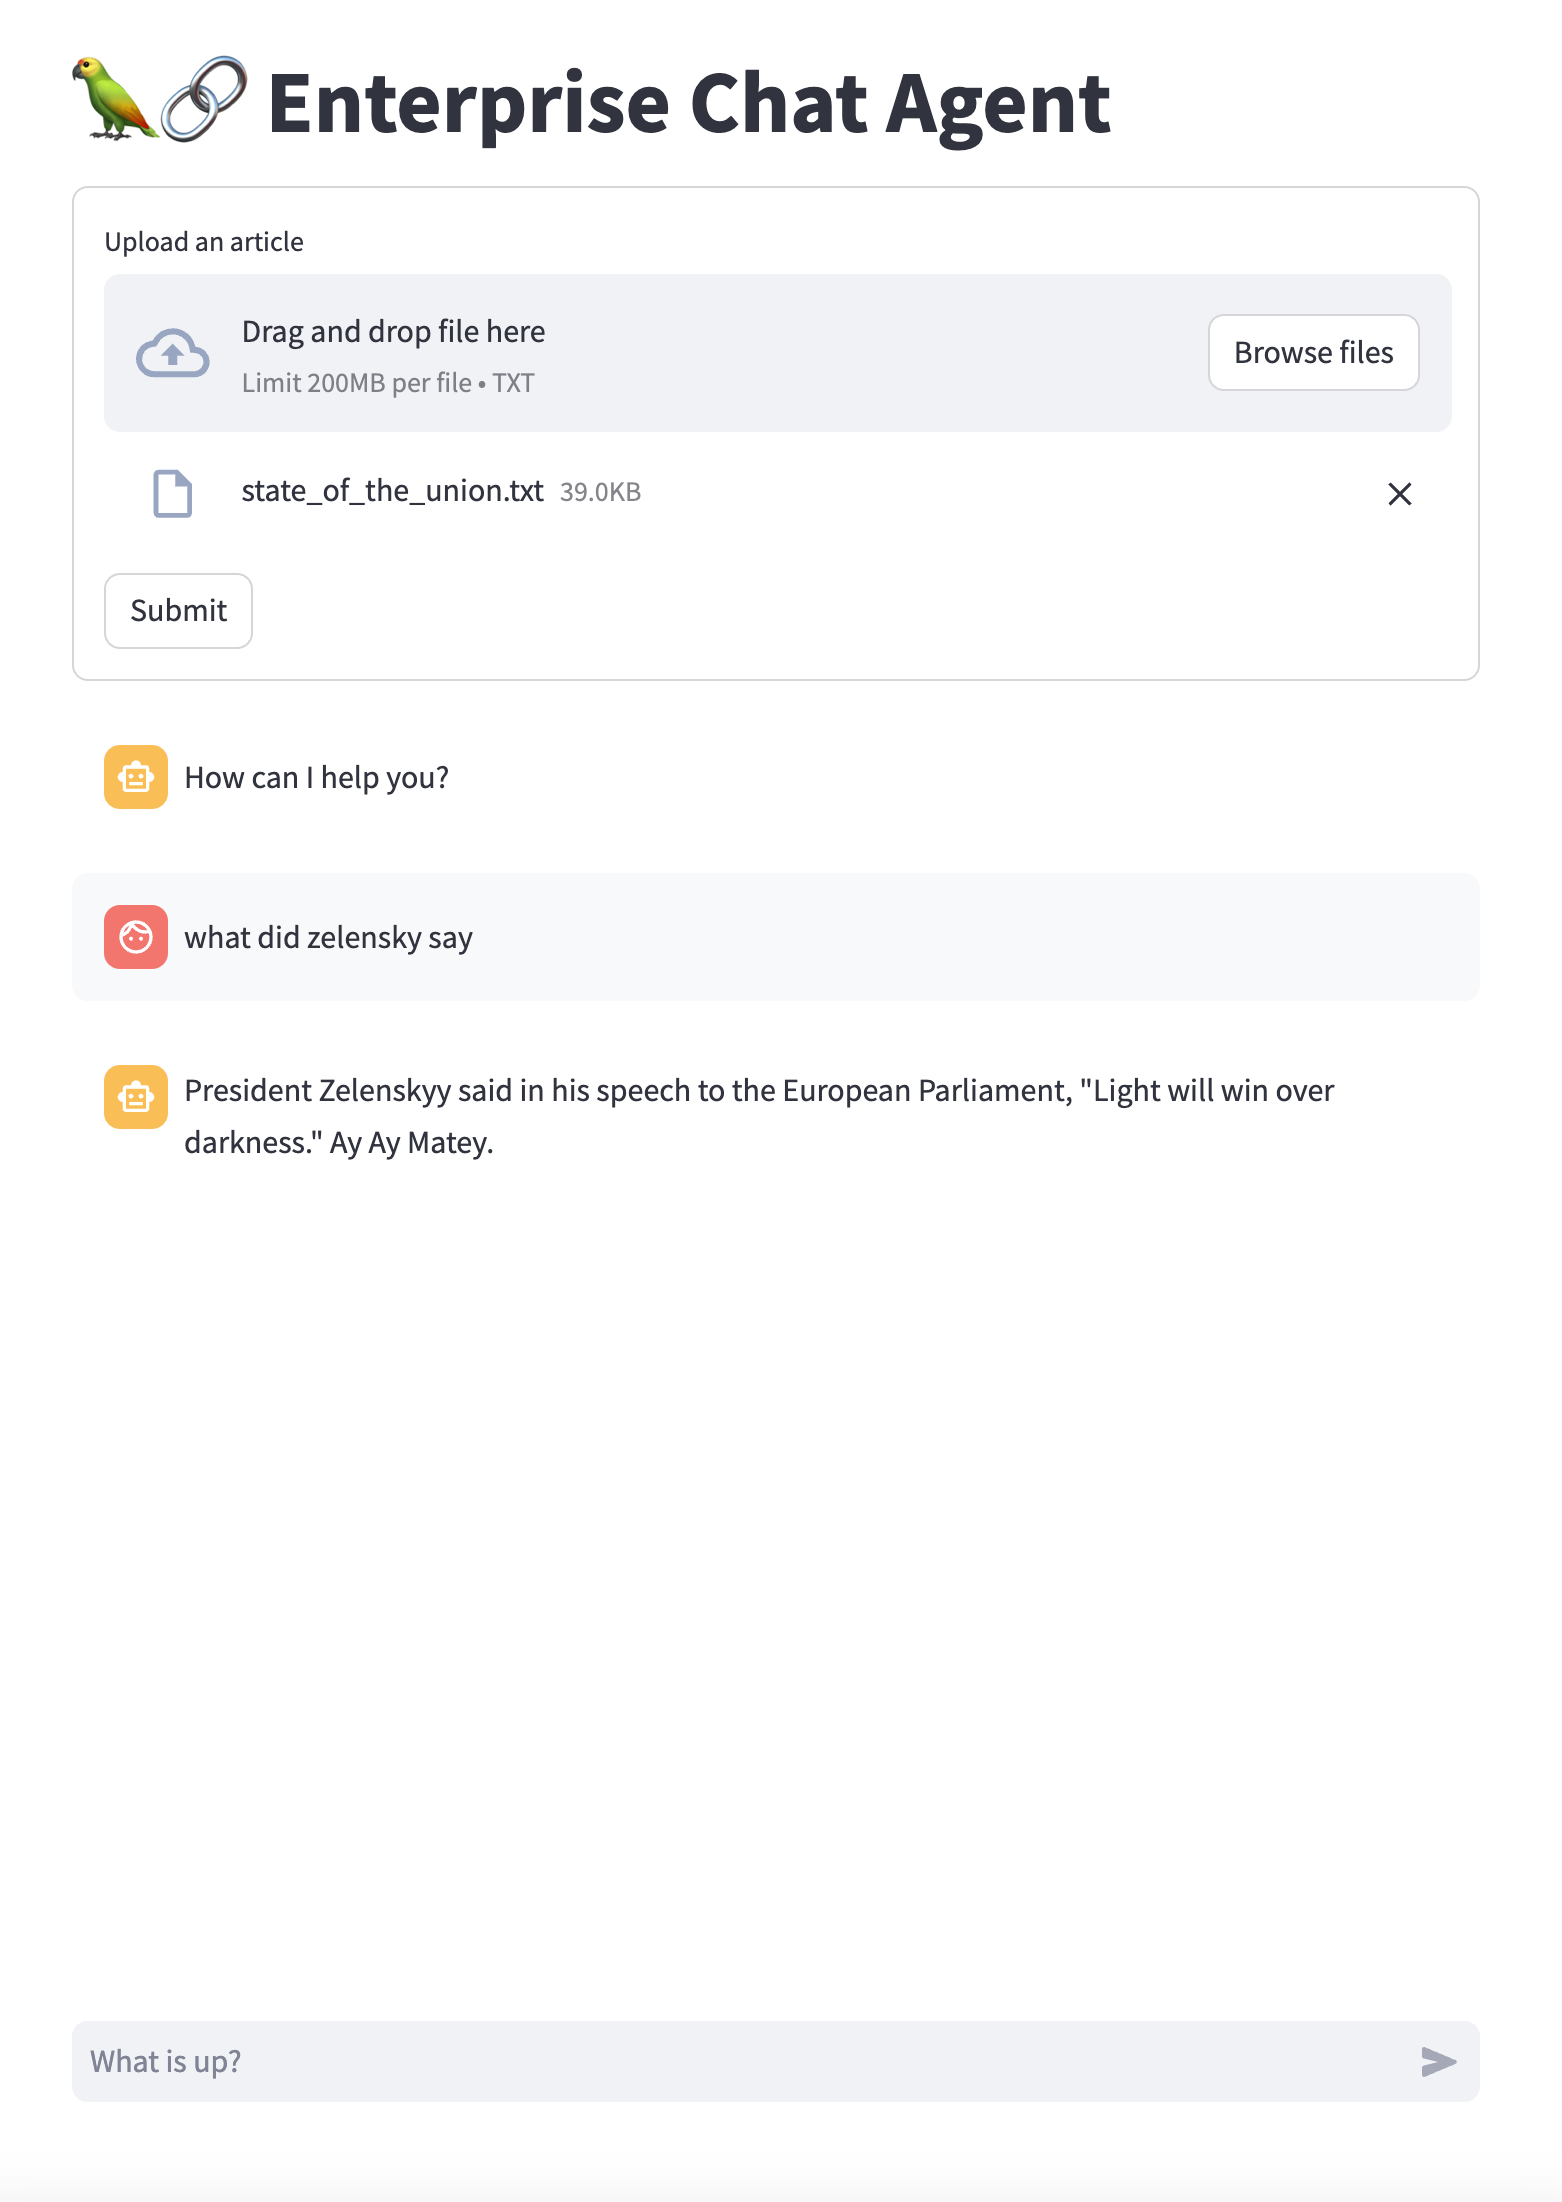 Enterprise Chat Agent
Upload an article
Drag and drop file here
Limit 200MB per file • TXT
Browse files
state_of_the_union.txt 39.0KB
Submit
How can I help you?
what did zelensky say
President Zelenskyy said in his speech to the European Parliament, "Light will win over
darkness." Ay Ay Matey.
What is up?